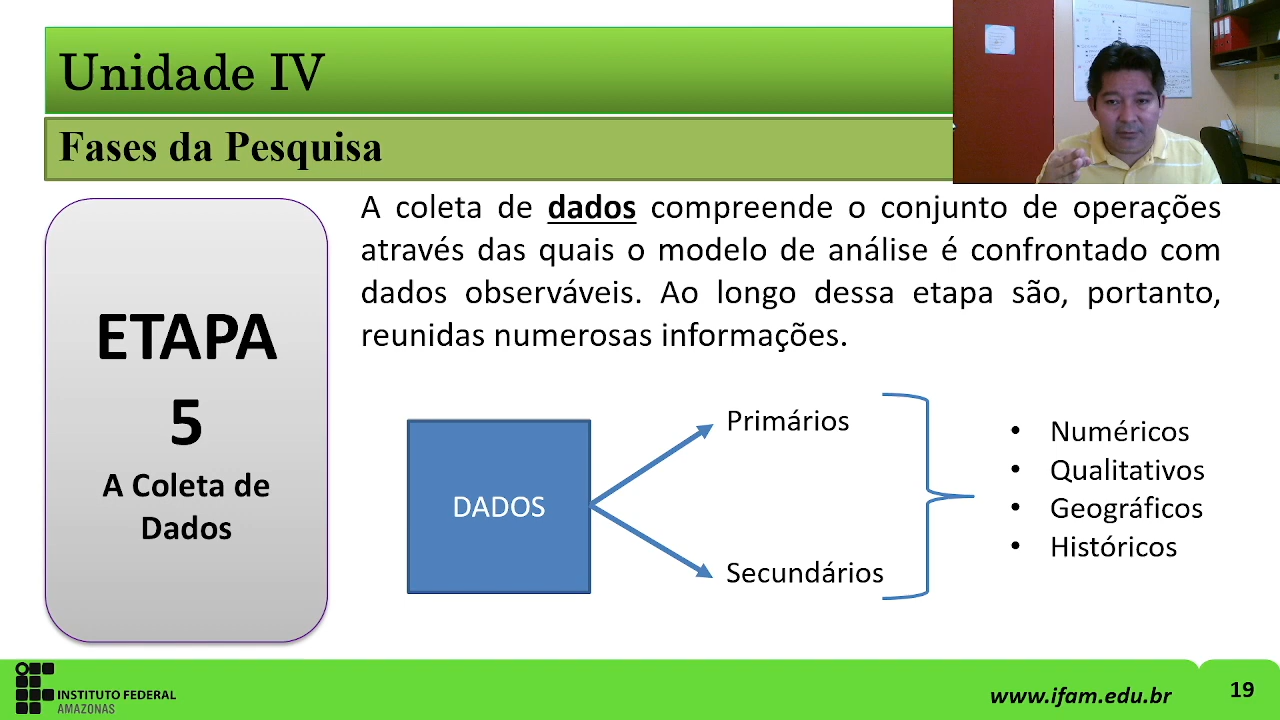 Unidade IV
Fases da Pesquisa
ETAPA
5
A Coleta de
Dados
A coleta de dados compreende o conjunto de operações
através das quais o modelo de análise é confrontado com
dados observáveis. Ao longo dessa etapa são, portanto,
reunidas numerosas informações.
DADOS
Primários
Secundários
• Numéricos
• Qualitativos
• Geográficos
• Históricos
INSTITUTO FEDERAL
AMAZONAS
www.ifam.edu.br
19